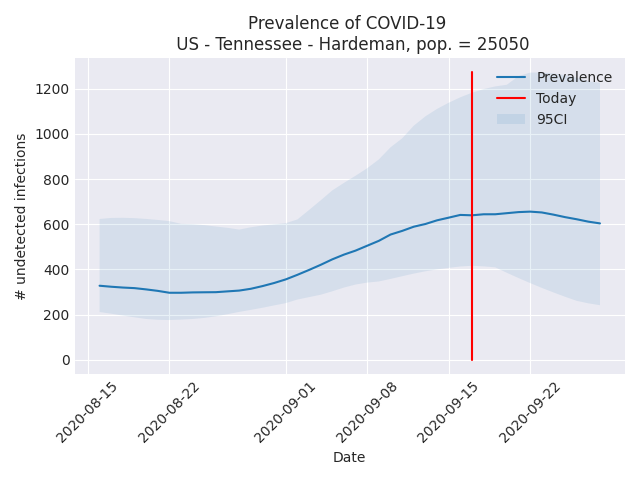 Prevalence of COVID-19
US - Tennessee - Hardeman, pop. = 25050
Prevalence
Today
95CI
# undetected infections
1200
1000
800
600
400
200
0
2020-08-15
2020-08-22
2020-09-01
2020-09-08
2020-09-15
2020-09-22
Date